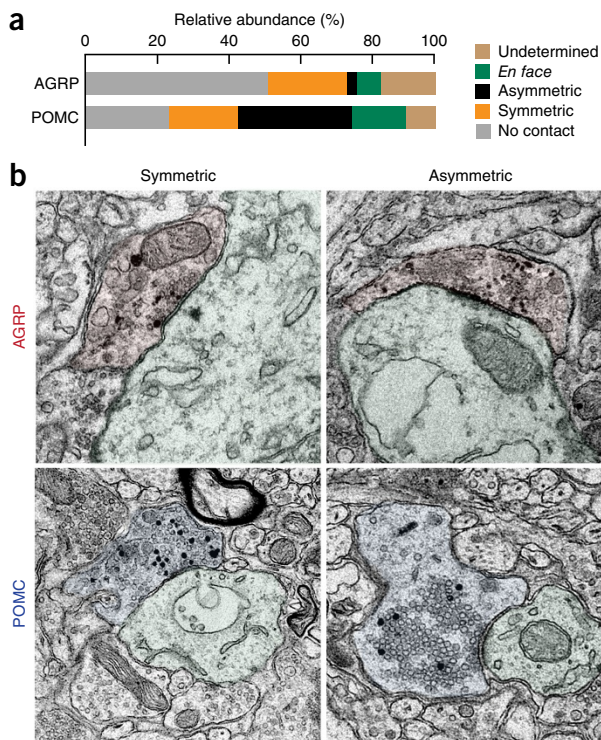 a
Relative abundance (%)
0 20 40 60 80 100
AGRP
POMC
Undetermined
En face
Asymmetric
Symmetric
No contact
b
Symmetric Asymmetric
AGRP
POMC